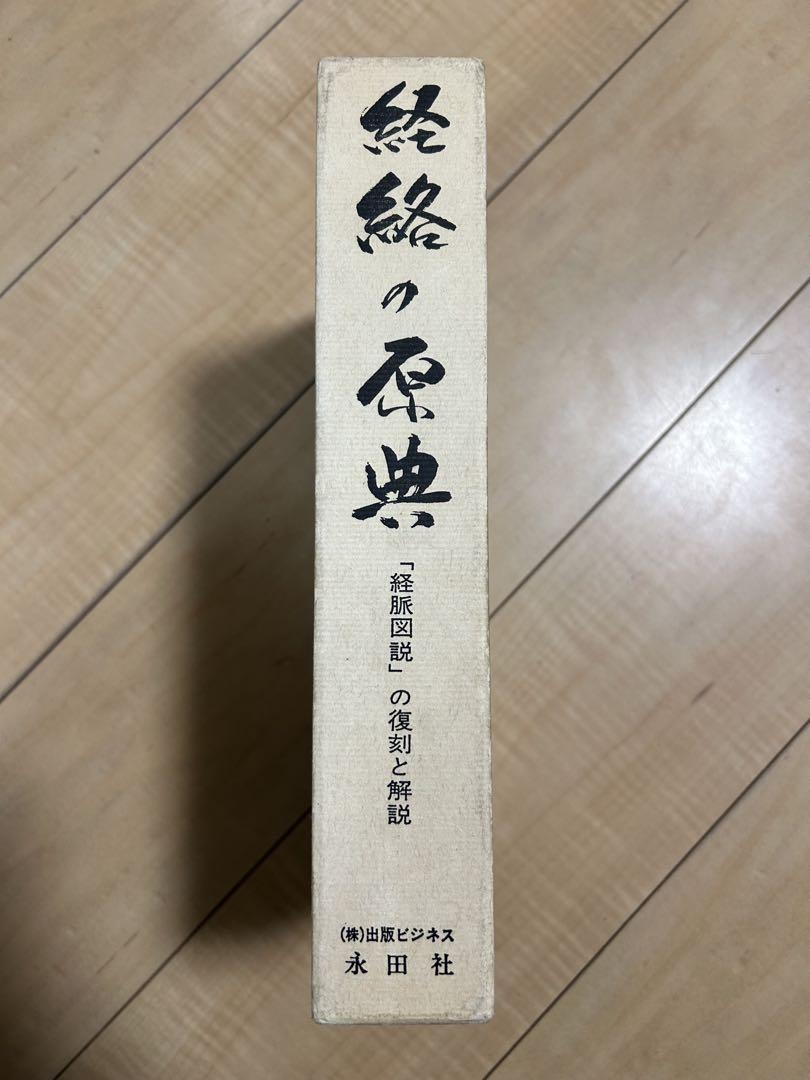 経絡の原典
「経脈図説」の復刻と解説
(株)出版ビジネス
永田社